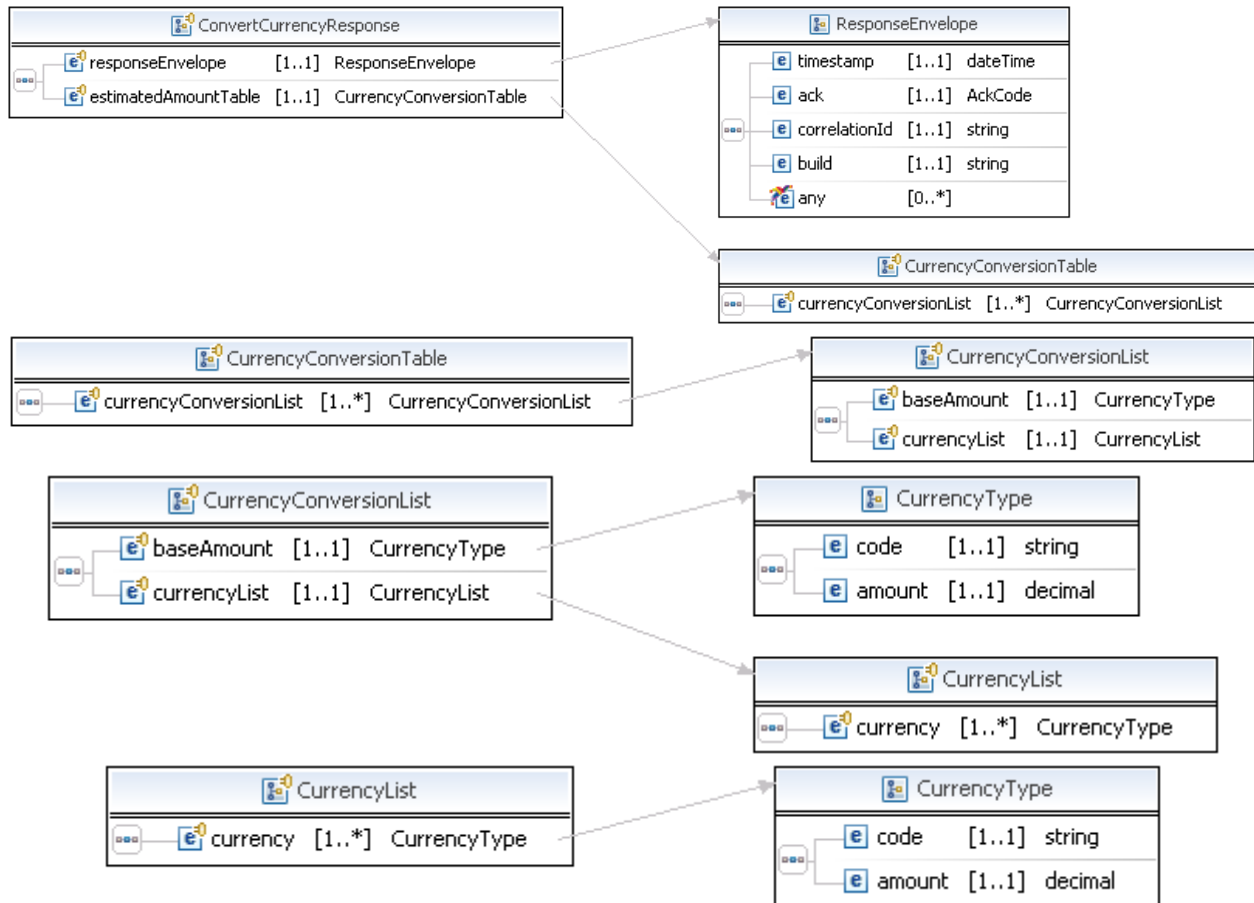 ConvertCurrencyResponse
responseEnvelope [1..1] ResponseEnvelope
estimatedAmountTable [1..1] CurrencyConversionTable
ResponseEnvelope
timestamp [1..1] dateTime
ack [1..1] AckCode
correlationId [1..1] string
build [1..1] string
any [0..*]
CurrencyConversionTable
currencyConversionList [1..*] CurrencyConversionList
CurrencyConversionTable
currencyConversionList [1..*] CurrencyConversionList
CurrencyConversionList
baseAmount [1..1] CurrencyType
currencyList [1..1] CurrencyList
CurrencyConversionList
baseAmount [1..1] CurrencyType
currencyList [1..1] CurrencyList
CurrencyType
code [1..1] string
amount [1..1] decimal
CurrencyList
currency [1..*] CurrencyType
CurrencyList
currency [1..*] CurrencyType
CurrencyType
code [1..1] string
amount [1..1] decimal